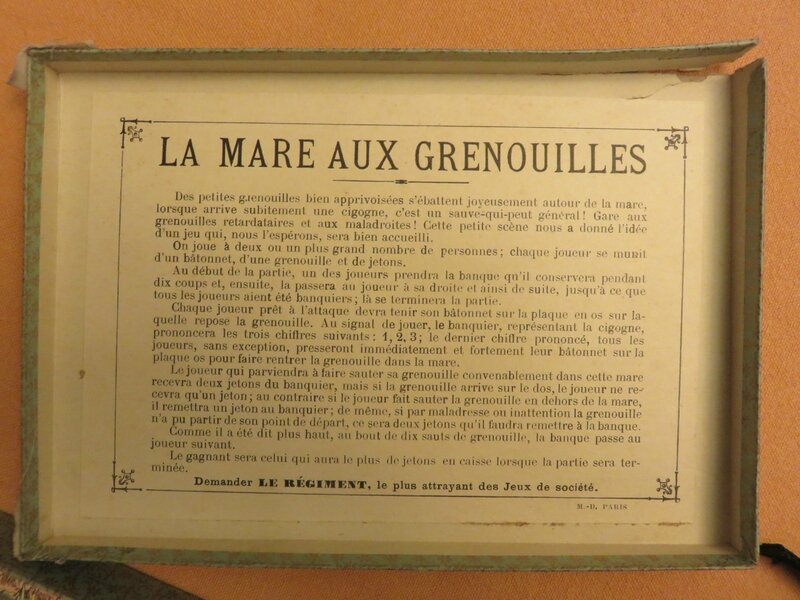 LA MARE AUX GRENOUILLES
Des petites grenouilles bien apprivoisées s'ébattent joyeusement autour de la mare,
lorsque arrive subitement une cigogne, c'est un sauve-qui-peut général! Gare aux
grenouilles retardataires et aux maladroites! Cette petite scène nous a donné l'idée
d'un jeu qui, nous l'espérons, sera bien accueilli.
On joue à deux ou un plus grand nombre de personnes; chaque joueur se munit
d'un bâtonnet, d'une grenouille et de jetons.
Au début de la partie, un des joueurs prendra la banque qu'il conservera pendant
dix coups et, ensuite, la passera au joueur à sa droite et ainsi de suite, jusqu'à ce que
tous les joueurs aient été banquiers; là se terminera la partie.
Chaque joueur prêt à l'attaque devra tenir son bâtonnet sur la plaque en os sur la-
quelle repose la grenouille. Au signal de jouer, le banquier, représentant la cigogne,
prononcera les trois chiffres suivants: 1, 2, 3; le dernier chiffre prononcé, tous les
joueurs, sans exception, presseront immédiatement et fortement leur bâtonnet sur la
plaque os pour faire rentrer la grenouille dans la mare.
Le joueur qui parviendra à faire sauter sa grenouille convenablement dans cette mare
recevra deux jetons du banquier, mais si la grenouille arrive sur le dos, le joueur ne re-
cevra qu'un jeton; au contraire si le joueur fait sauter la grenouille en dehors de la mare,
il remettra un jeton au banquier; de même, si par maladresse ou inattention la grenouille
n'a pu partir de son point de départ, ce sera deux jetons qu'il faudra remettre à la banque.
Comme il a été dit plus haut, au bout de dix sauts de grenouille, la banque passe au
joueur suivant.
Le gagnant sera celui qui aura le plus de jetons en caisse lorsque la partie sera ter-
minée.
Demander LE RÉGIMENT, le plus attrayant des Jeux de société.
M.-D. PARIS